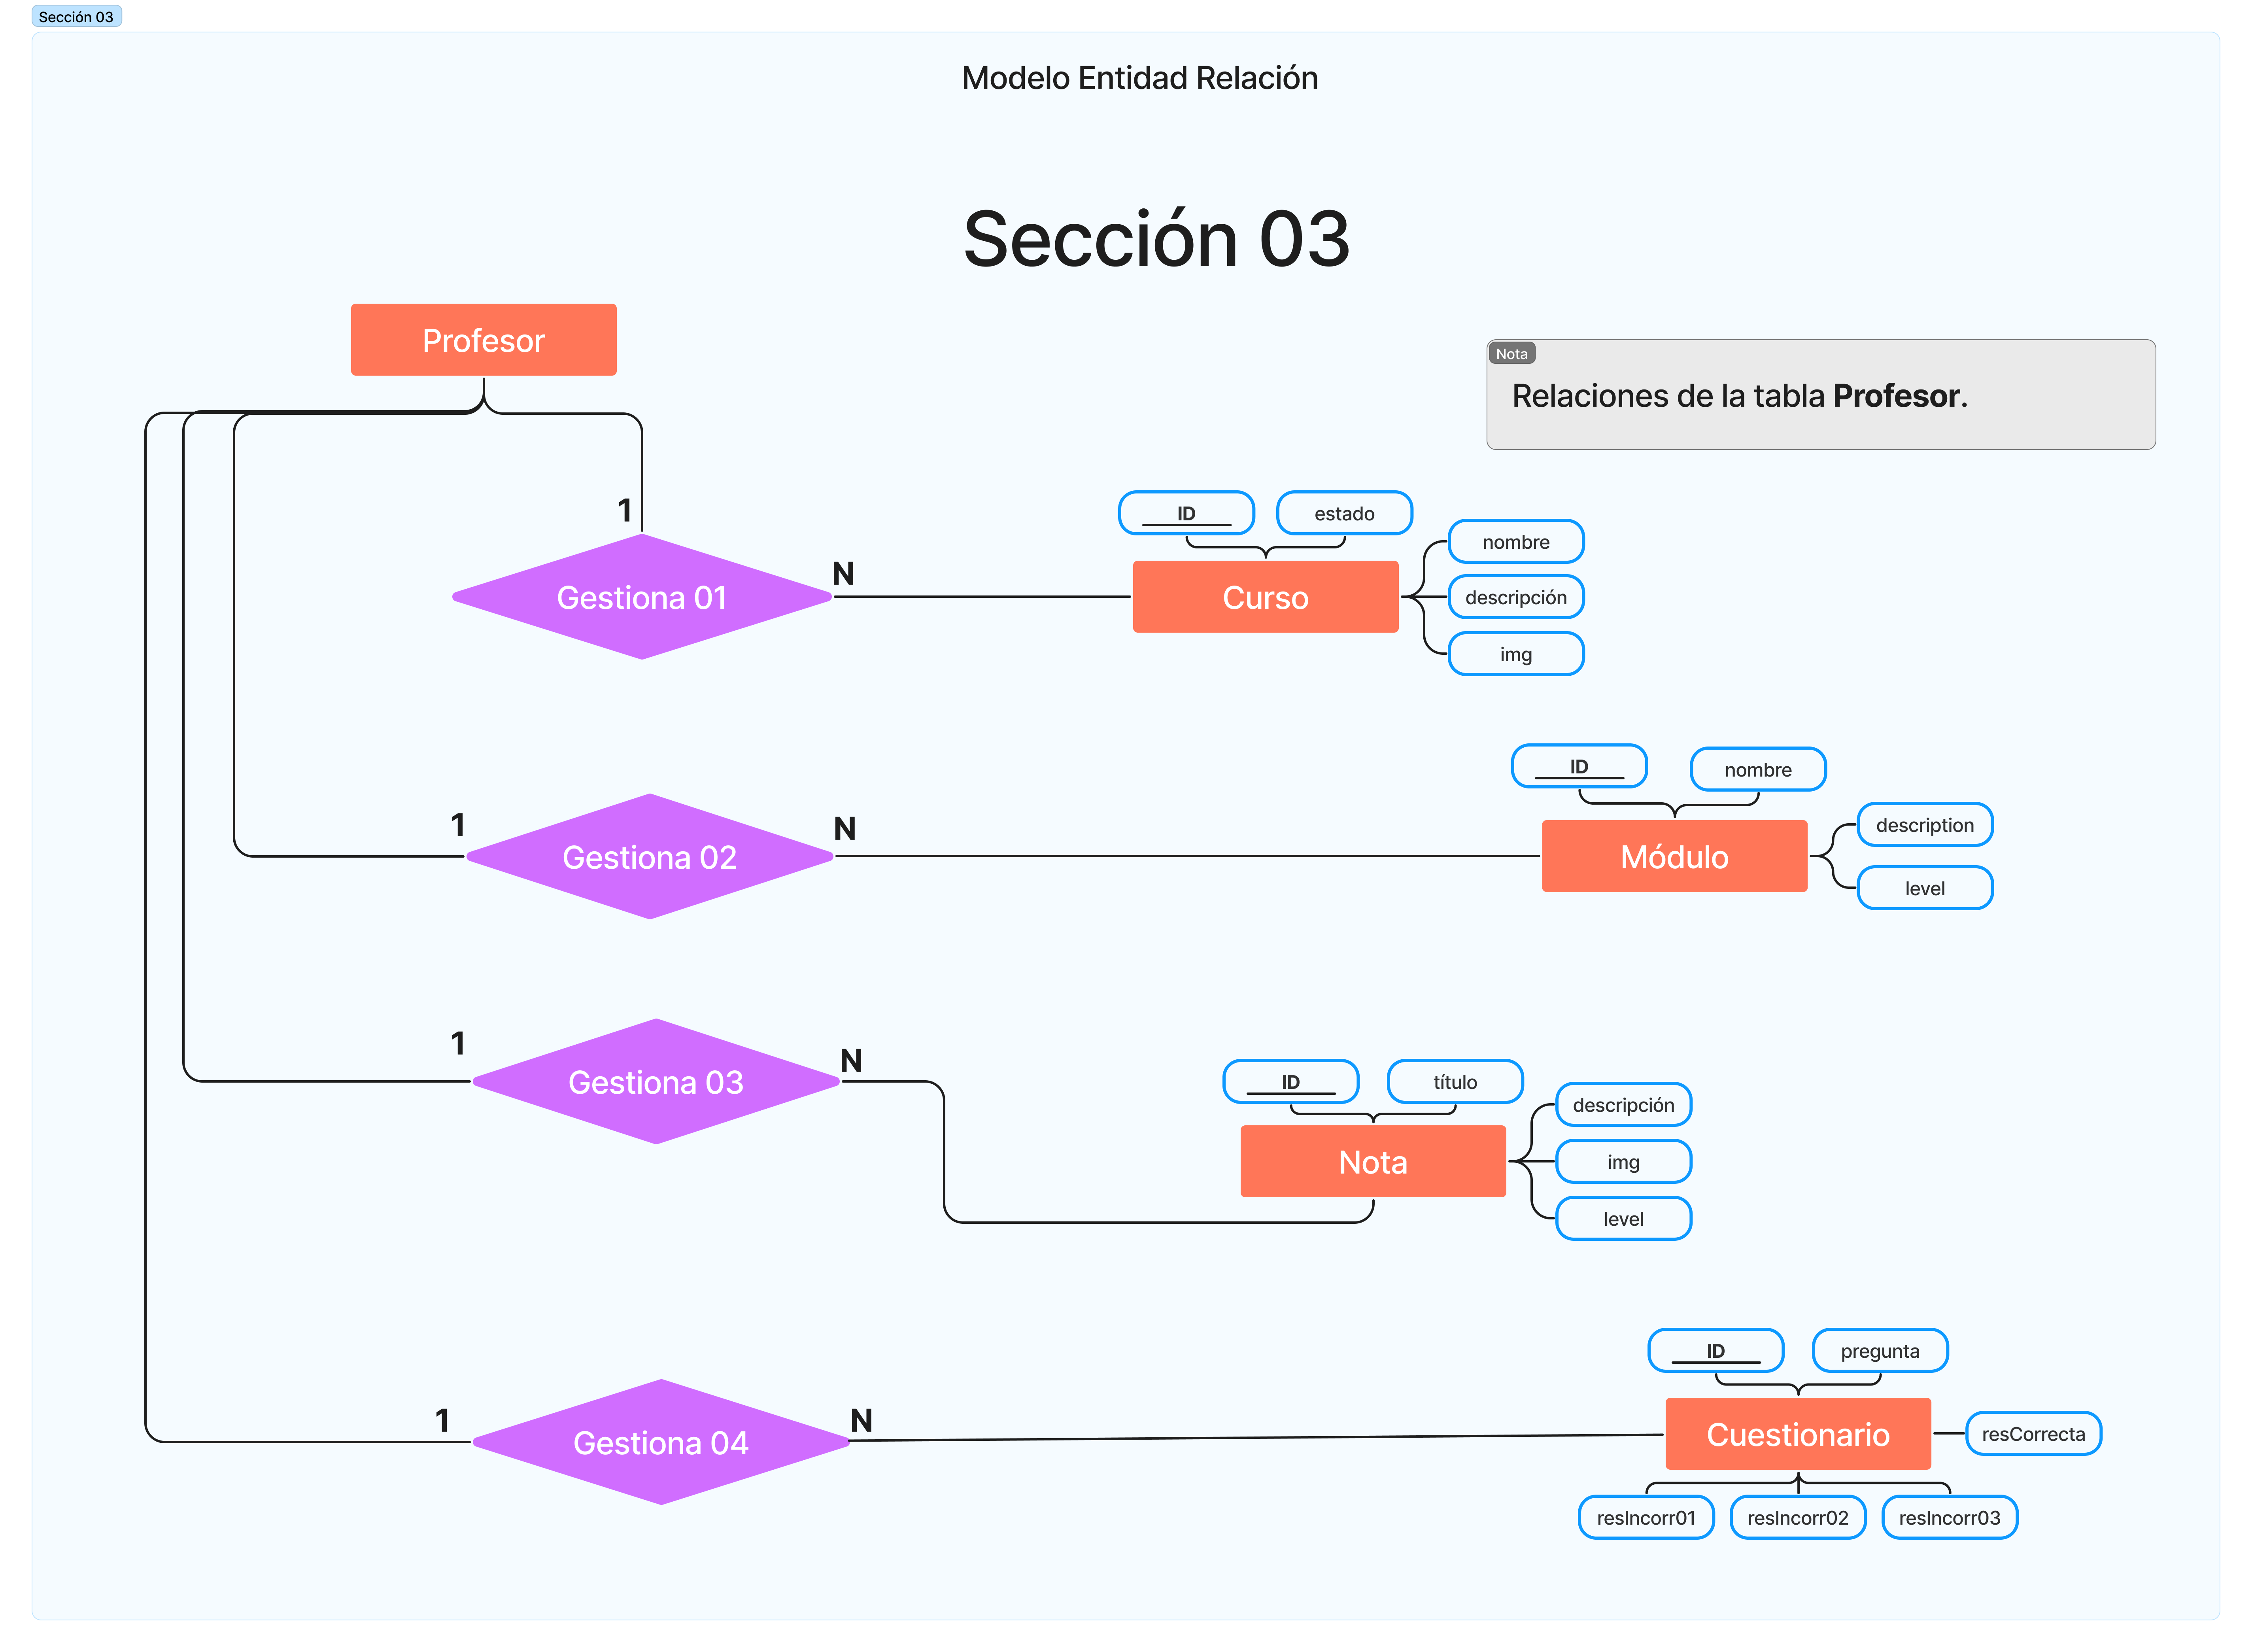 Sección 03
Modelo Entidad Relación
Sección 03
Profesor
Nota
Relaciones de la tabla Profesor.
1
Gestiona 01
N
ID
estado
Curso
nombre
descripción
img
1
Gestiona 02
N
ID
nombre
Módulo
description
level
1
Gestiona 03
N
ID
título
Nota
descripción
img
level
1
Gestiona 04
N
ID
pregunta
Cuestionario
resCorrecta
resIncorr01
resIncorr02
resIncorr03